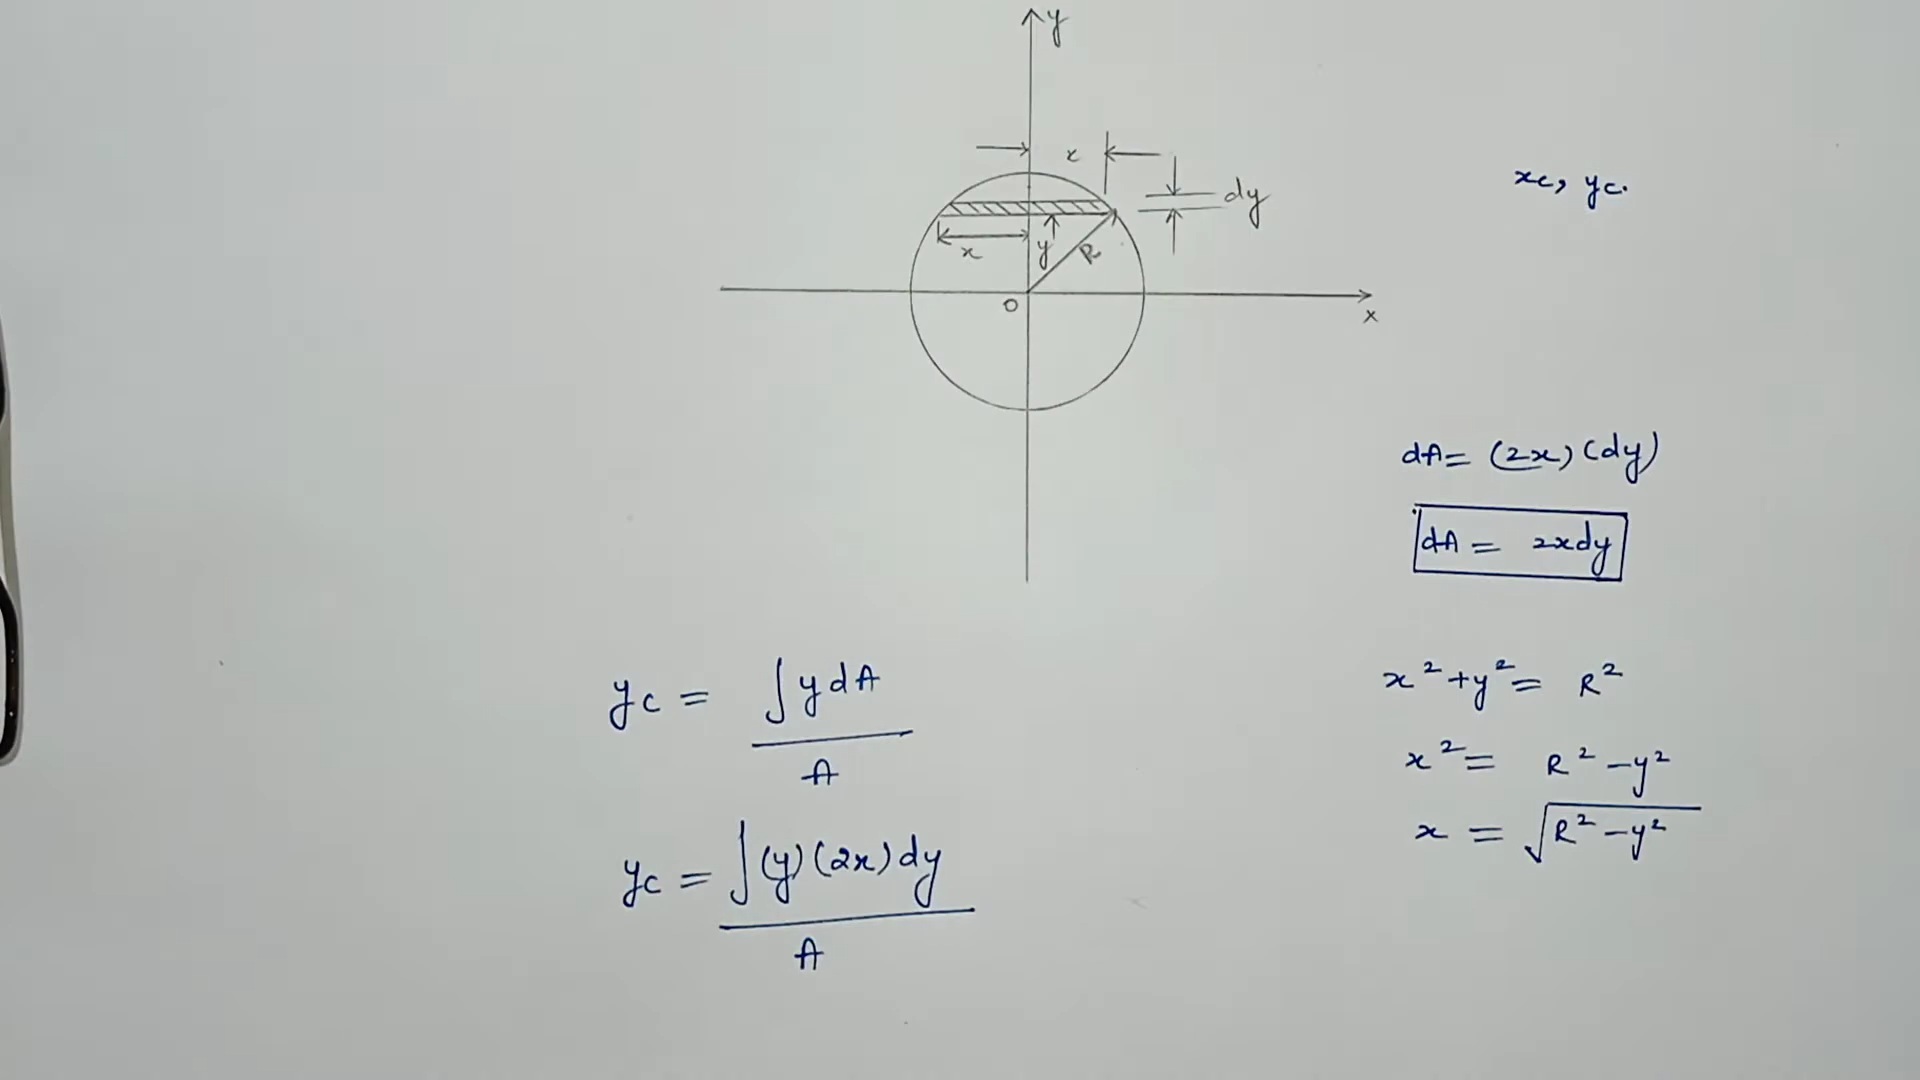 y
x
dy
x
y
R
O
x
xc, yc.
dA = (2x) (dy)
dA = 2xdy
x² + y² = R²
x² = R² - y²
x = √(R² - y²)
yc = ∫ y dA / A
yc = ∫ (y) (2x) dy / A